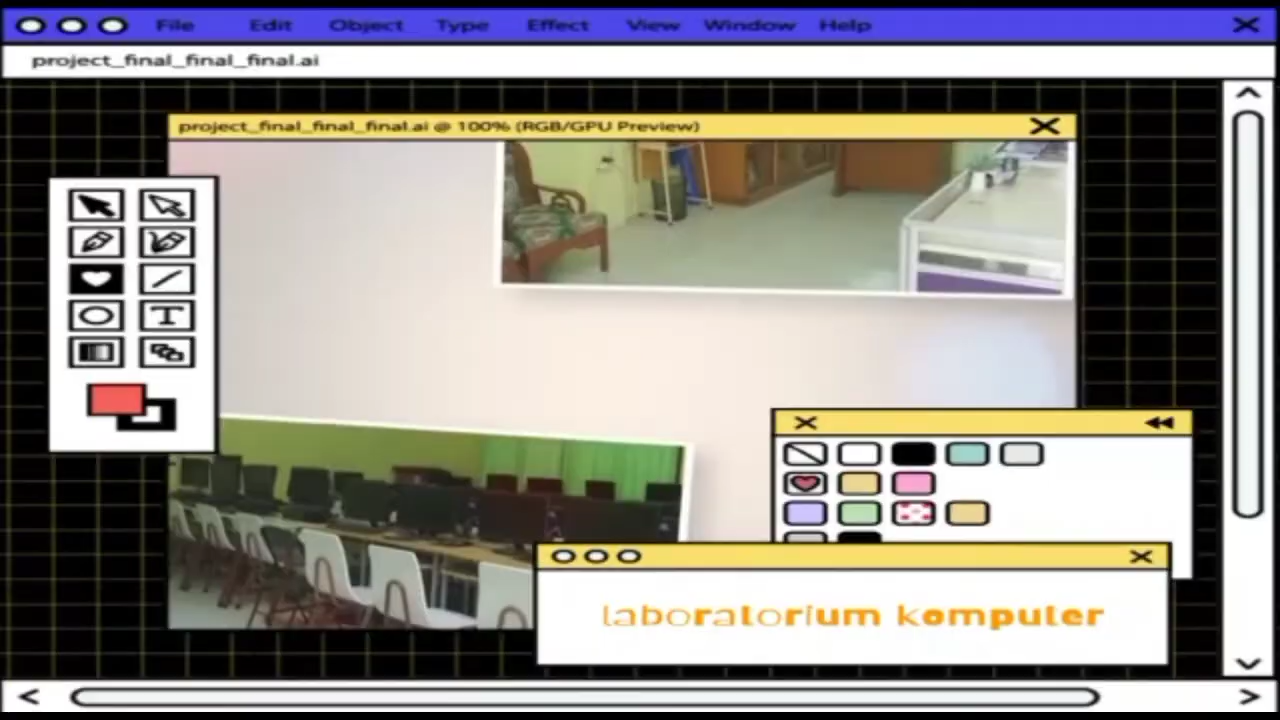 File Edit Object Type Effect View Window Help
project_final_final_final.ai
project_final_final_final.ai @ 100% (RGB/GPU Preview)
T
laboratorium komputer